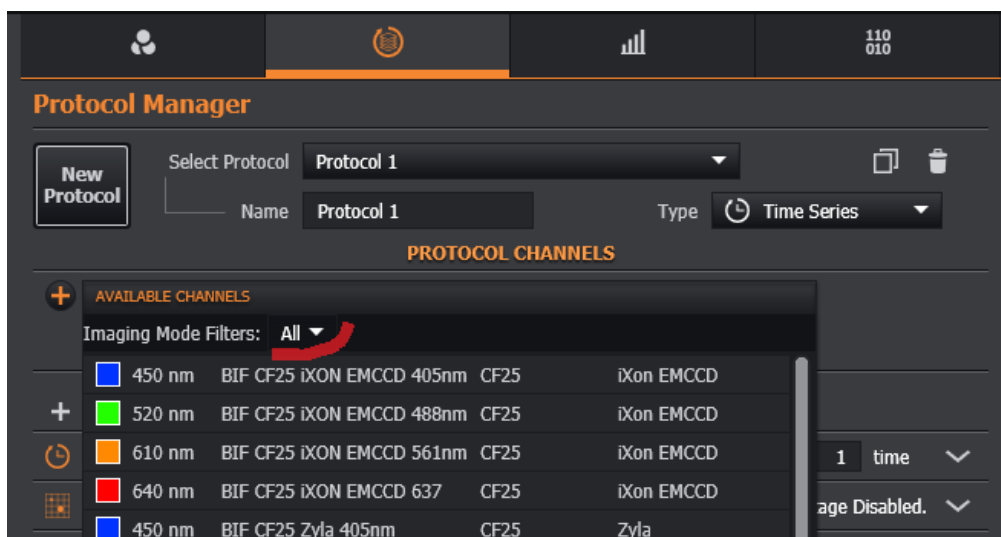 110
010
Protocol Manager
New Protocol
Select Protocol Protocol 1
Name Protocol 1 Type Time Series
PROTOCOL CHANNELS
AVAILABLE CHANNELS
Imaging Mode Filters: All
450 nm BIF CF25 iXON EMCCD 405nm CF25 iXon EMCCD
520 nm BIF CF25 iXON EMCCD 488nm CF25 iXon EMCCD
610 nm BIF CF25 iXON EMCCD 561nm CF25 iXon EMCCD 1 time
640 nm BIF CF25 iXON EMCCD 637 CF25 iXon EMCCD age Disabled.
450 nm BIF CF25 Zyla 405nm CF25 Zyla